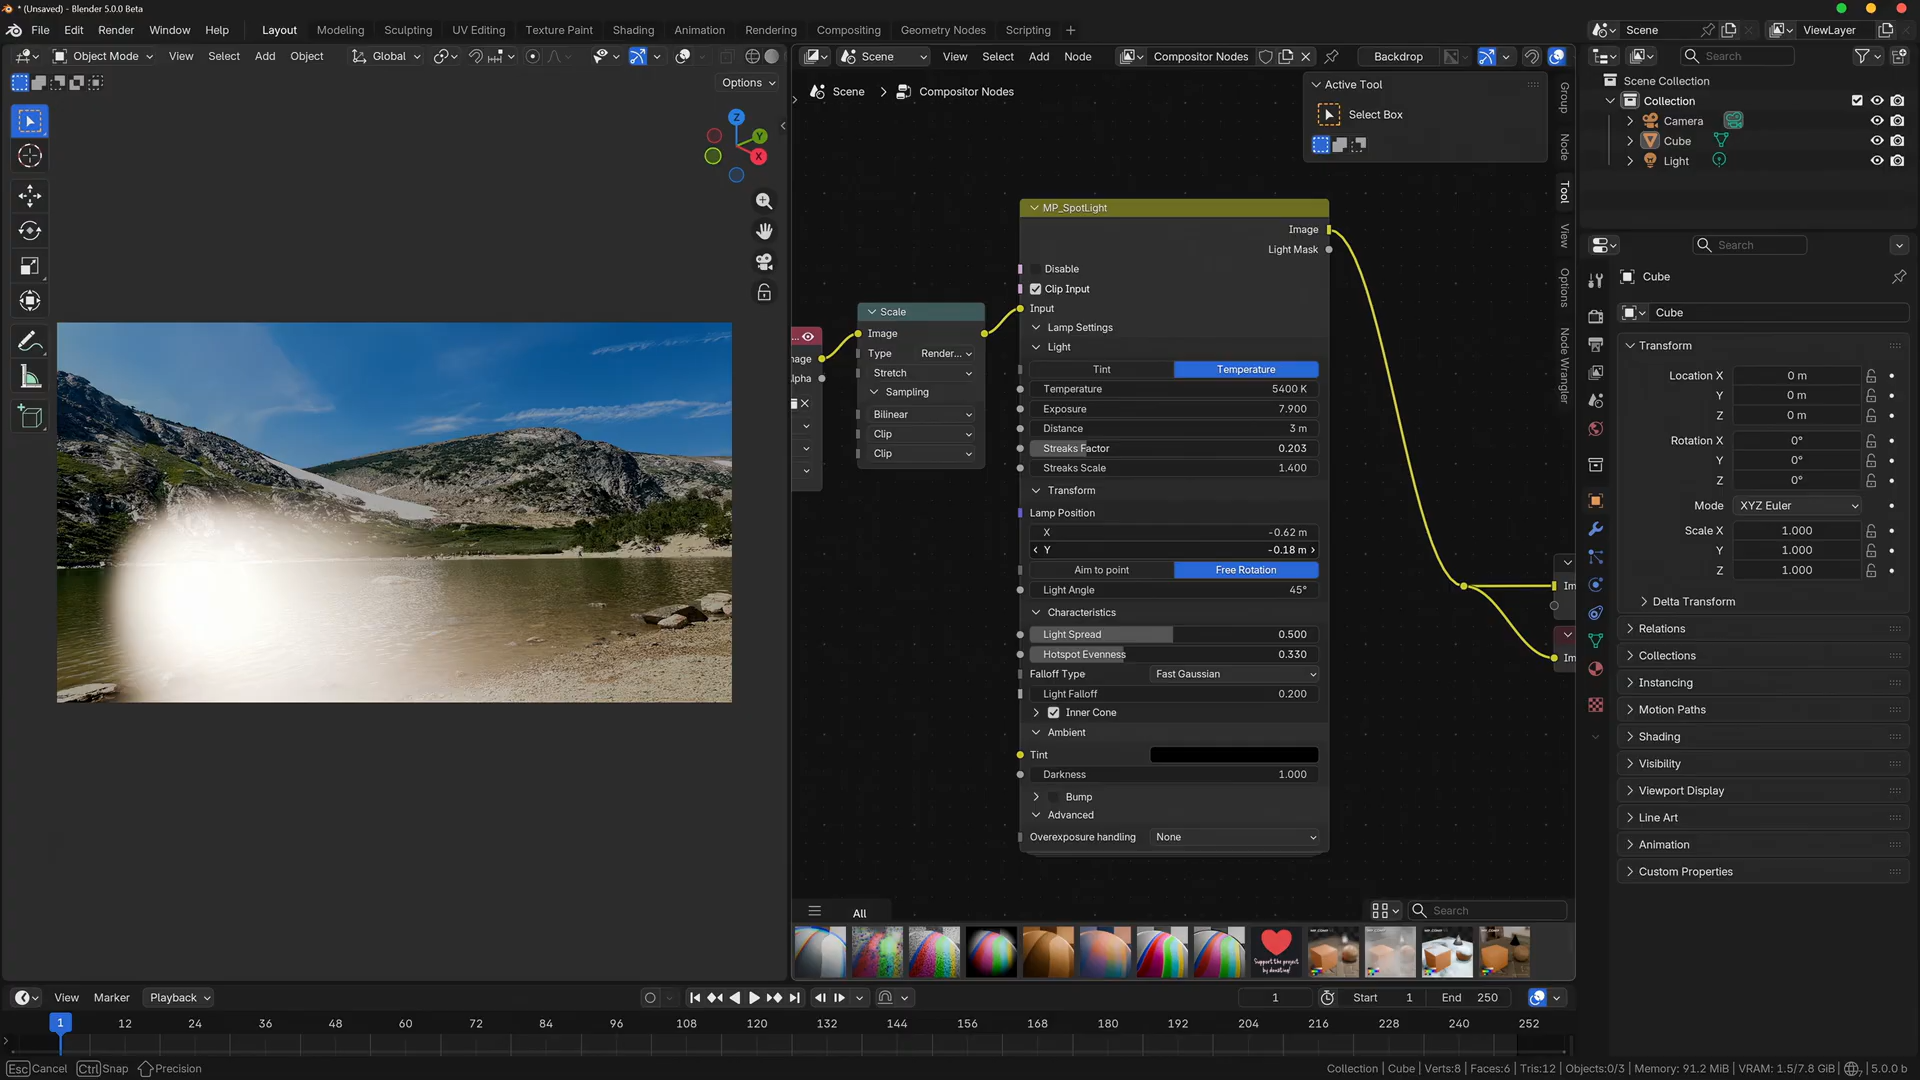 * (Unsaved) - Blender 5.0.0 Beta
File Edit Render Window Help Layout Modeling Sculpting UV Editing Texture Paint Shading Animation Rendering Compositing Geometry Nodes Scripting +
Scene ViewLayer
Object Mode View Select Add Object Global
Options
Scene View Select Add Node Compositor Nodes Backdrop
Scene > Compositor Nodes
Active Tool
Select Box
Group
Node
Tool
View
Options
Node Wrangler
Z
Y
X
MP_SpotLight
Image
Light Mask
Disable
Clip Input
Input
Lamp Settings
Light
Tint Temperature
Temperature 5400 K
Exposure 7.900
Distance 3 m
Streaks Factor 0.203
Streaks Scale 1.400
Transform
Lamp Position
X -0.62 m
Y -0.18 m
Aim to point Free Rotation
Light Angle 45°
Characteristics
Light Spread 0.500
Hotspot Evenness 0.330
Falloff Type Fast Gaussian
Light Falloff 0.200
Inner Cone
Ambient
Tint
Darkness 1.000
Bump
Advanced
Overexposure handling None
Scale
Image
Type Render...
Stretch
Sampling
Bilinear
Clip
Clip
...
nage
lpha
Im
Im
All
Search
Support the project by donating!
Search
Scene Collection
Collection
Camera
Cube
Light
Search
Cube
Cube
Transform
Location X 0 m
Y 0 m
Z 0 m
Rotation X 0°
Y 0°
Z 0°
Mode XYZ Euler
Scale X 1.000
Y 1.000
Z 1.000
Delta Transform
Relations
Collections
Instancing
Motion Paths
Shading
Visibility
Viewport Display
Line Art
Animation
Custom Properties
View Marker Playback
1 Start 1 End 250
1 12 24 36 48 60 72 84 96 108 120 132 144 156 168 180 192 204 216 228 240 252
Esc Cancel Ctrl Snap Precision
Collection | Cube | Verts:8 | Faces:6 | Tris:12 | Objects:0/3 | Memory: 91.2 MiB | VRAM: 1.5/7.8 GiB | 5.0.0 b